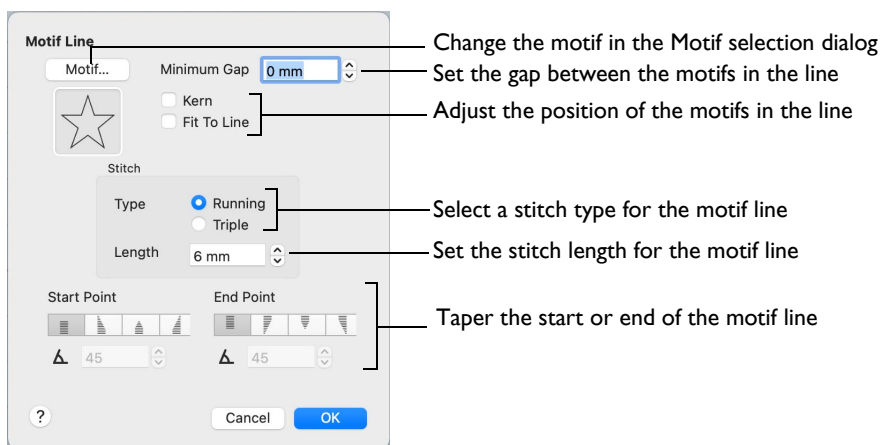 Motif Line
Motif...
Minimum Gap 0 mm
Kern
Fit To Line
Stitch
Type Running
Triple
Length 6 mm
Start Point End Point
45 45
? Cancel OK
Change the motif in the Motif selection dialog
Set the gap between the motifs in the line
Adjust the position of the motifs in the line
Select a stitch type for the motif line
Set the stitch length for the motif line
Taper the start or end of the motif line